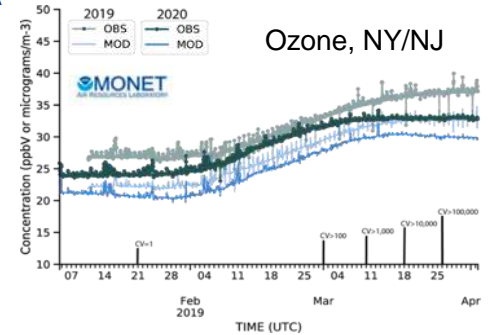 2019 2020
OBS OBS
MOD MOD
Ozone, NY/NJ
MONET
AIR RESOURCES LABORATORY
Concentration (ppbV or micrograms/m-3)
50
45
40
35
30
25
20
15
10
CV=1
CV>100
CV>1,000
CV>10,000
CV>100,000
07 14 21 28 04 11 18 25 04 11 18 25 01
Feb Mar Apr
2019
TIME (UTC)